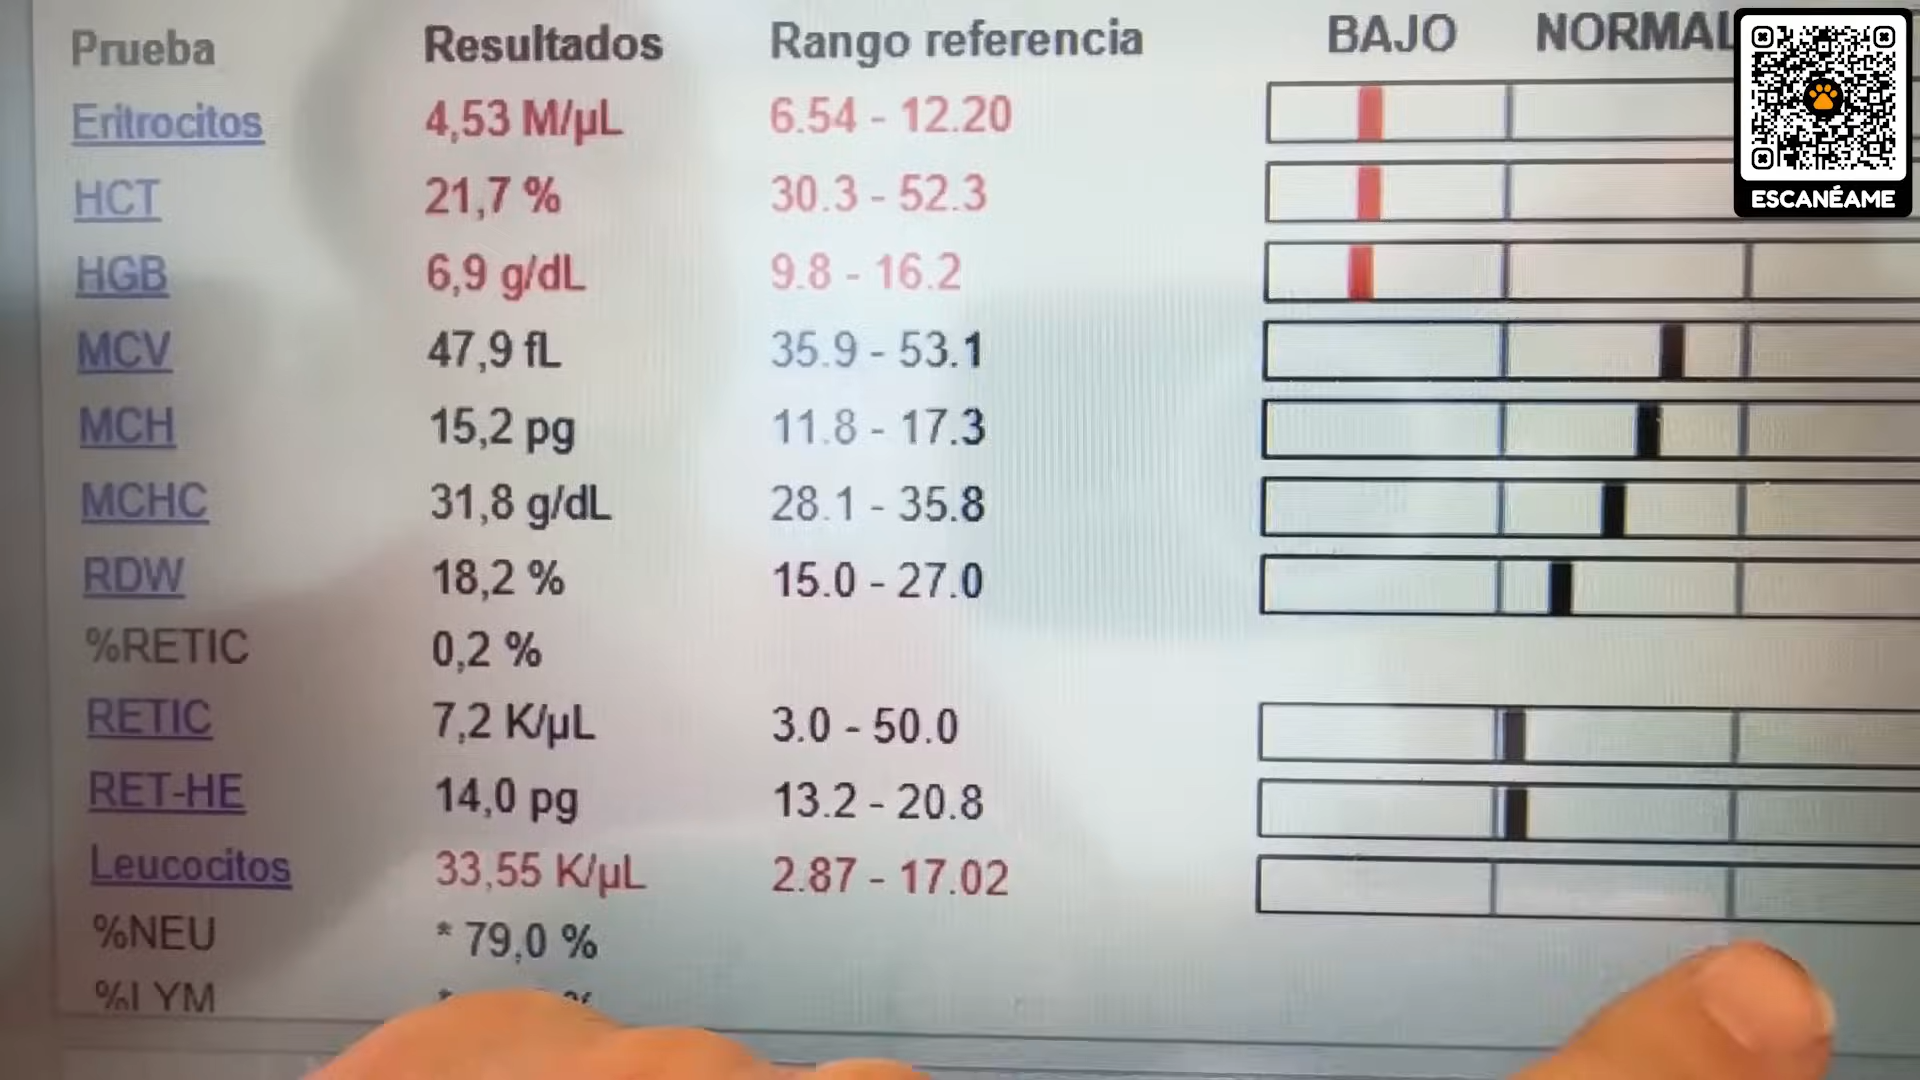 Prueba Resultados Rango referencia BAJO NORMAL
Eritrocitos 4,53 M/µL 6.54 - 12.20
HCT 21,7 % 30.3 - 52.3
HGB 6,9 g/dL 9.8 - 16.2
MCV 47,9 fL 35.9 - 53.1
MCH 15,2 pg 11.8 - 17.3
MCHC 31,8 g/dL 28.1 - 35.8
RDW 18,2 % 15.0 - 27.0
%RETIC 0,2 %
RETIC 7,2 K/µL 3.0 - 50.0
RET-HE 14,0 pg 13.2 - 20.8
Leucocitos 33,55 K/µL 2.87 - 17.02
%NEU * 79,0 %
%LYM *
ESCANÉAME